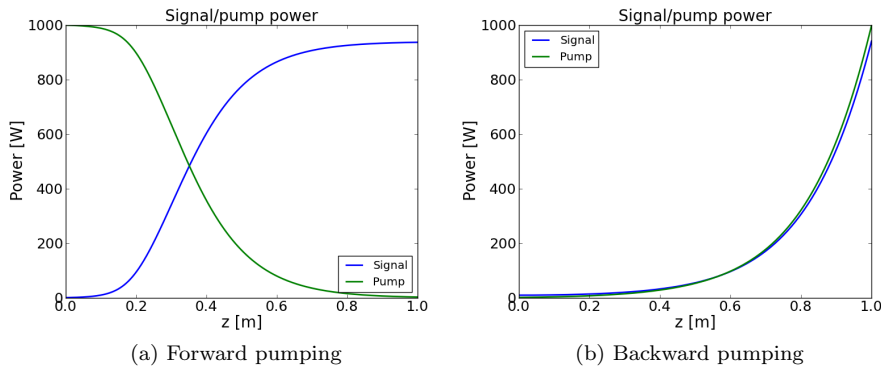 Signal/pump power
1000
800
600
400
200
0
Power [W]
Signal
Pump
0.0 0.2 0.4 0.6 0.8 1.0
z [m]
(a) Forward pumping
Signal/pump power
1000
800
600
400
200
0
Power [W]
Signal
Pump
0.0 0.2 0.4 0.6 0.8 1.0
z [m]
(b) Backward pumping